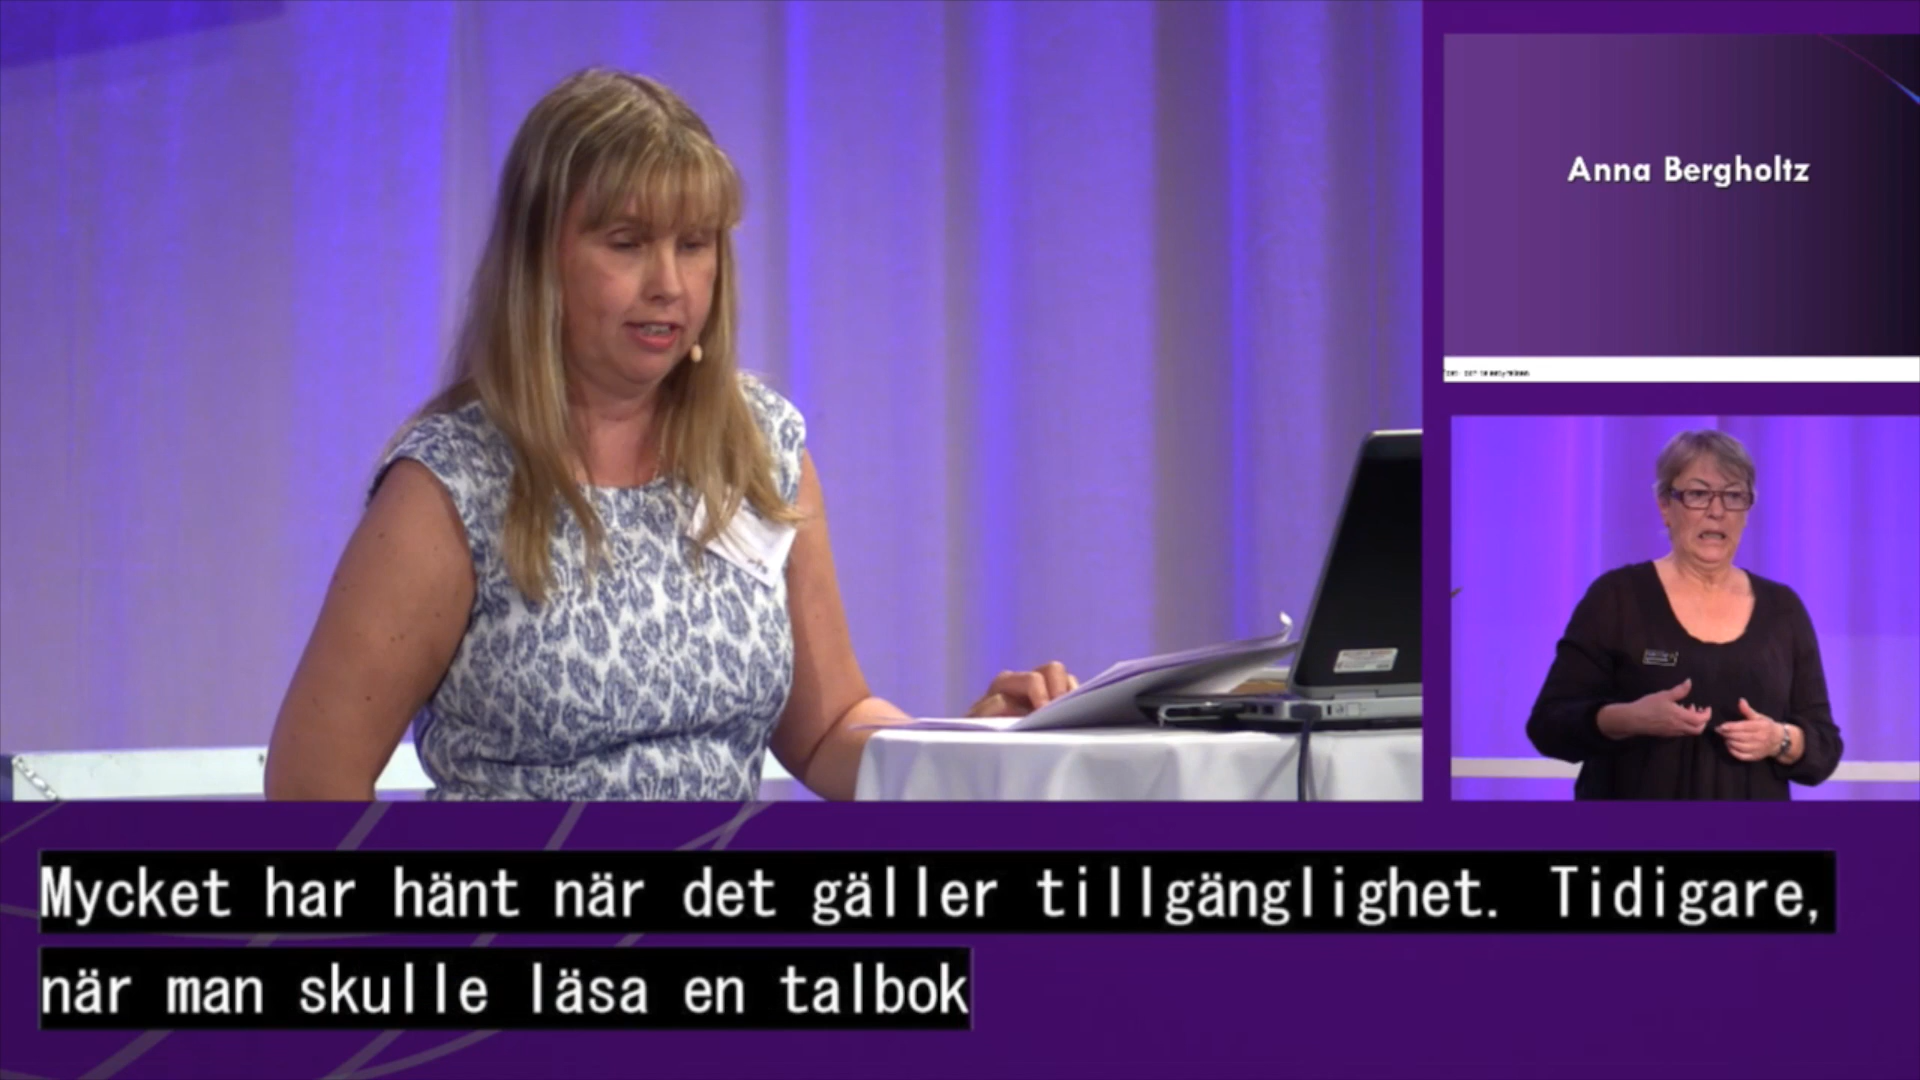 Anna Bergholtz
Mycket har hänt när det gäller tillgänglighet. Tidigare,
när man skulle läsa en talbok